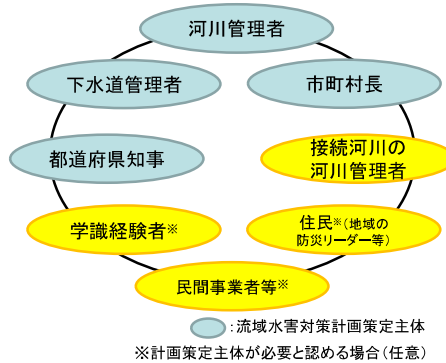 河川管理者
下水道管理者
市町村長
都道府県知事
接続河川の
河川管理者
学識経験者※
住民※(地域の
防災リーダー等)
民間事業者等※
:流域水害対策計画策定主体
※計画策定主体が必要と認める場合(任意)